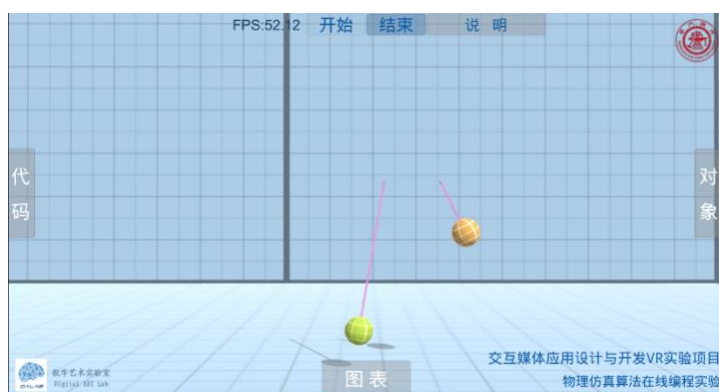 FPS:52.12 开始 结束 说 明
代
码
对
象
数字艺术实验室
Digital ART Lab
DALAB
图表
交互媒体应用设计与开发VR实验项目
物理仿真算法在线编程实验